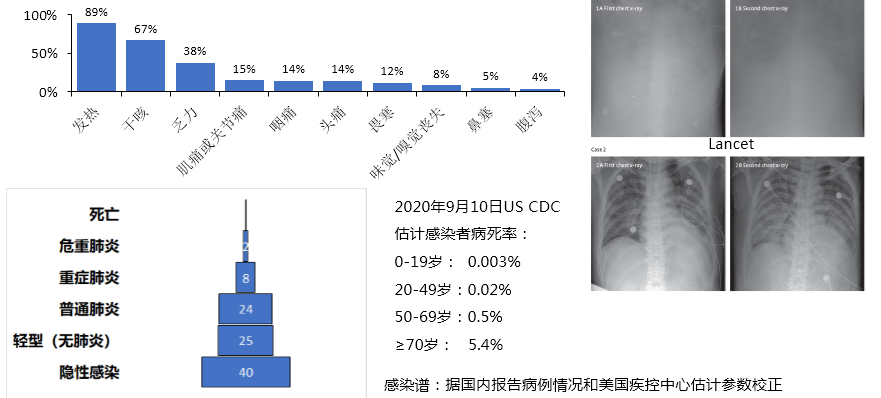 100%
50%
0%
89%
67%
38%
15%
14%
14%
12%
8%
5%
4%
发热
干咳
乏力
肌痛或关节痛
咽痛
头痛
畏寒
味觉/嗅觉丧失
鼻塞
腹泻
1A First chest x-ray
1B Second chest x-ray
Lancet
Case 2
2A First chest x-ray
2B Second chest x-ray
死亡
危重肺炎 2
重症肺炎 8
普通肺炎 24
轻型（无肺炎） 25
隐性感染 40
2020年9月10日US CDC
估计感染者病死率：
0-19岁： 0.003%
20-49岁：0.02%
50-69岁：0.5%
≥70岁： 5.4%
感染谱：据国内报告病例情况和美国疾控中心估计参数校正